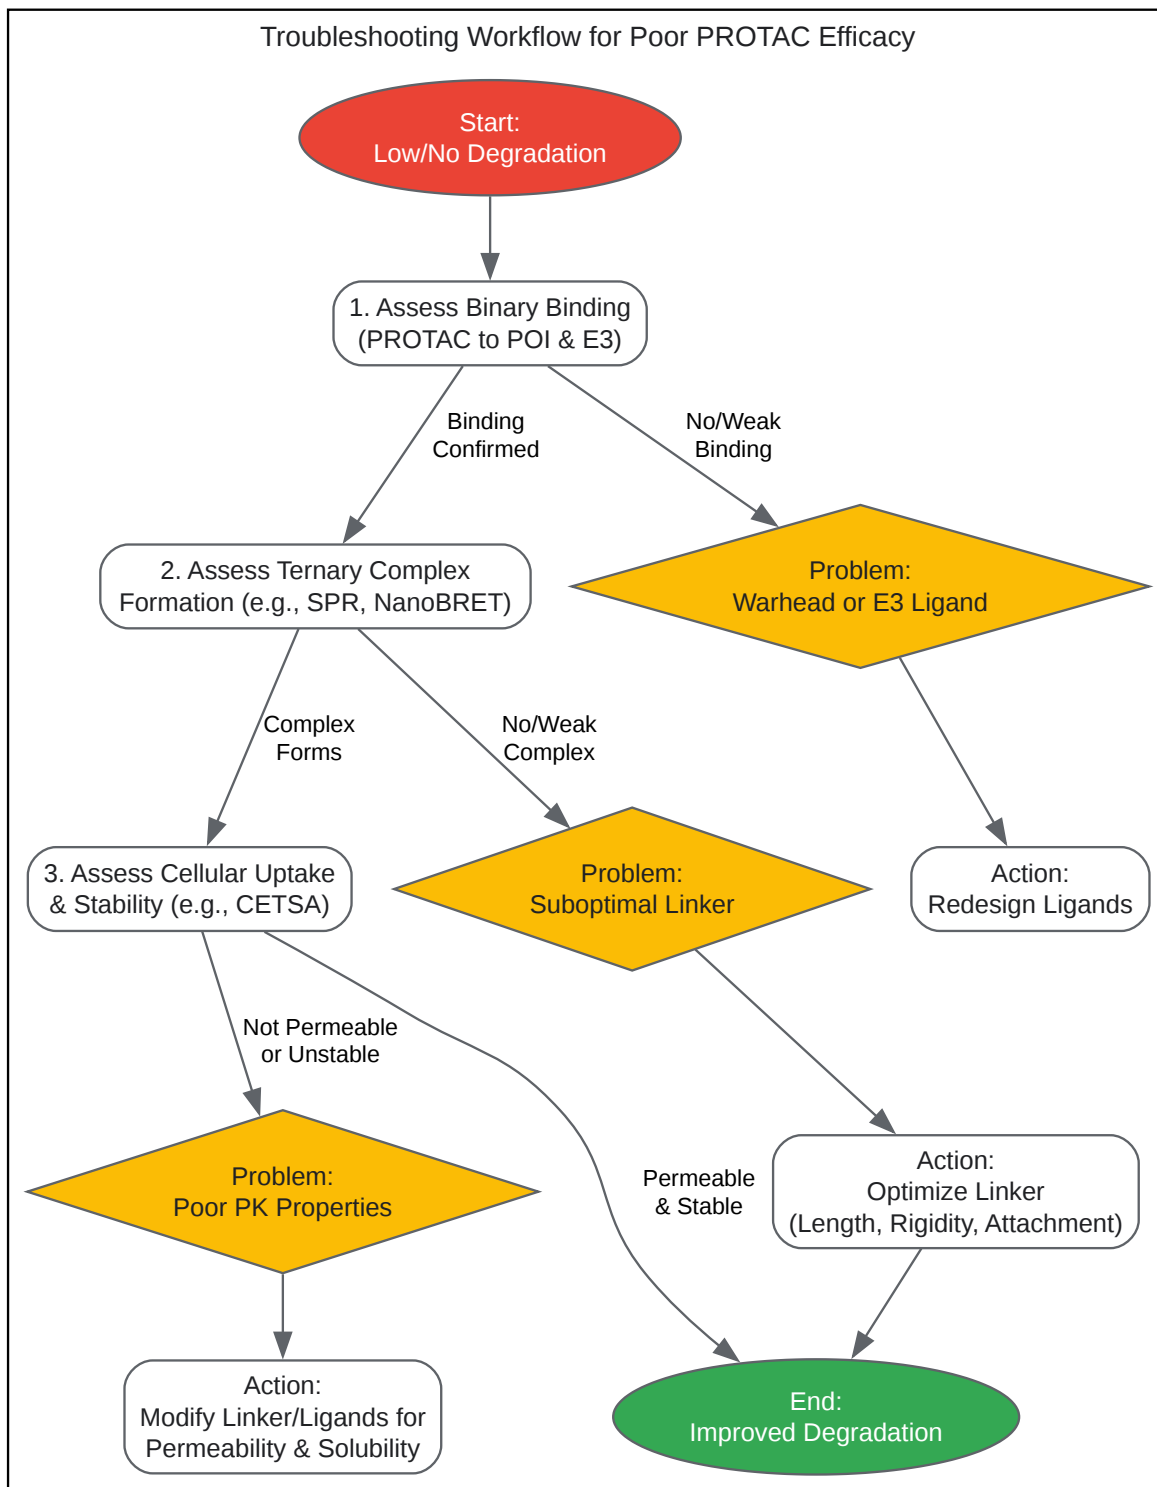 Troubleshooting Workflow for Poor PROTAC Efficacy
Start:
Low/No Degradation
1. Assess Binary Binding
(PROTAC to POI & E3)
Binding
Confirmed
No/Weak
Binding
2. Assess Ternary Complex
Formation (e.g., SPR, NanoBRET)
Problem:
Warhead or E3 Ligand
Complex
Forms
No/Weak
Complex
3. Assess Cellular Uptake
& Stability (e.g., CETSA)
Problem:
Suboptimal Linker
Action:
Redesign Ligands
Not Permeable
or Unstable
Problem:
Poor PK Properties
Permeable
& Stable
Action:
Optimize Linker
(Length, Rigidity, Attachment)
Action:
Modify Linker/Ligands for
Permeability & Solubility
End:
Improved Degradation